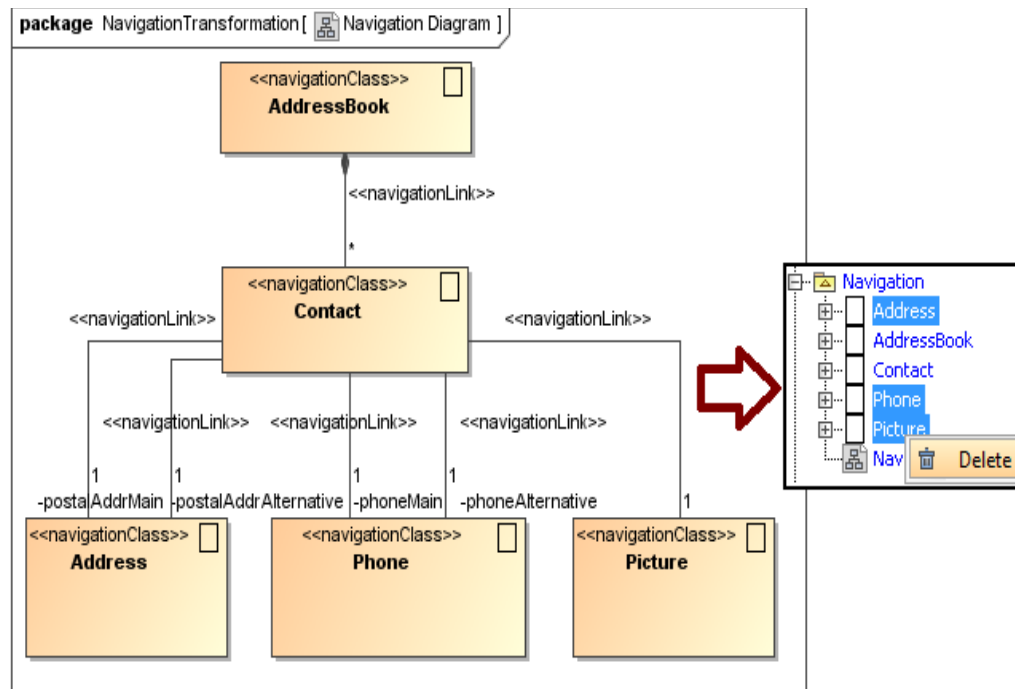 package NavigationTransformation [ Navigation Diagram ]
<<navigationClass>>
AddressBook
<<navigationLink>>
*
<<navigationClass>>
Contact
<<navigationLink>> <<navigationLink>>
<<navigationLink>> <<navigationLink>> <<navigationLink>>
1 1 1 1 1
-postalAddrMain -postalAddrAlternative -phoneMain -phoneAlternative
<<navigationClass>>
Address
<<navigationClass>>
Phone
<<navigationClass>>
Picture
Navigation
Address
AddressBook
Contact
Phone
Picture
Nav
Delete